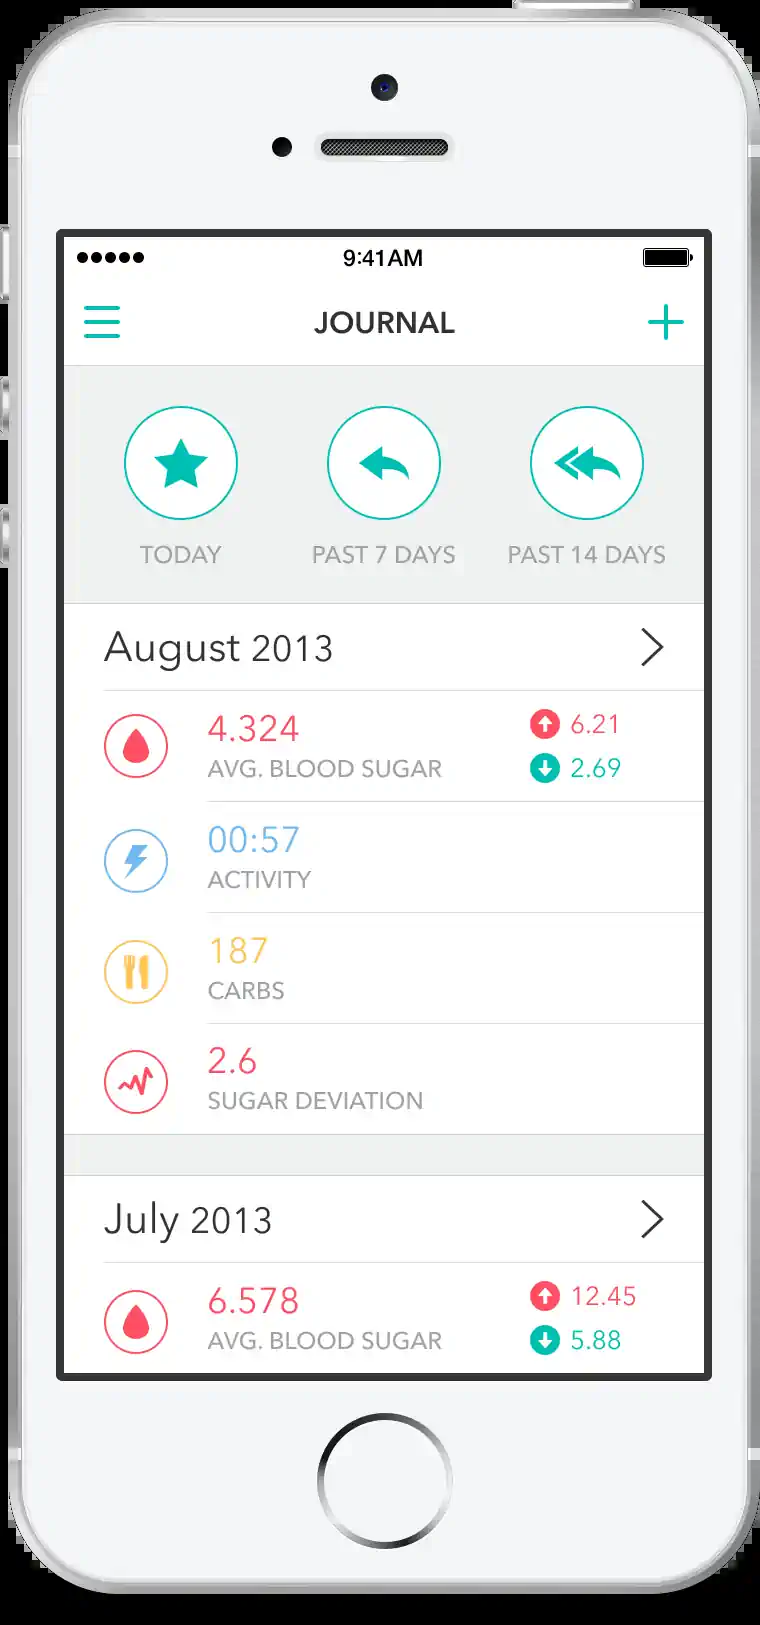 9:41AM
JOURNAL
TODAY
PAST 7 DAYS
PAST 14 DAYS
August 2013
4.324
AVG. BLOOD SUGAR
6.21
2.69
00:57
ACTIVITY
187
CARBS
2.6
SUGAR DEVIATION
July 2013
6.578
AVG. BLOOD SUGAR
12.45
5.88